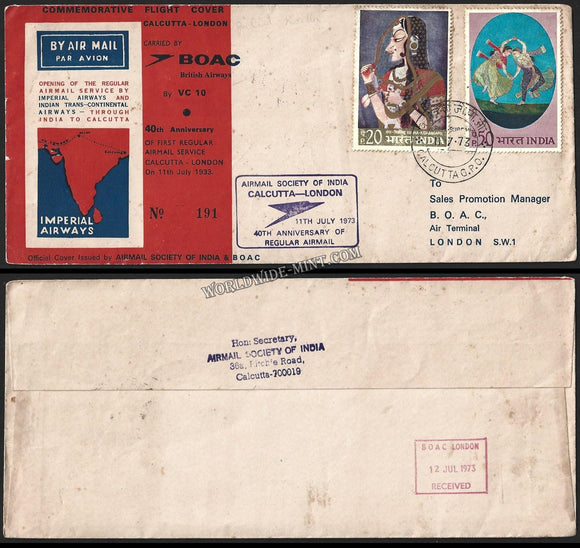 COMMEMORATIVE FLIGHT COVER
CALCUTTA-LONDON
BY AIR MAIL
PAR AVION
CARRIED BY
BOAC
British Airways
By VC 10
OPENING OF THE REGULAR
AIRMAIL SERVICE BY
IMPERIAL AIRWAYS AND
INDIAN TRANS-CONTINENTAL
AIRWAYS — THROUGH
INDIA TO CALCUTTA
40th Anniversary
OF FIRST REGULAR
AIRMAIL SERVICE
CALCUTTA - LONDON
On 11th July 1933.
IMPERIAL
AIRWAYS
№ 191
Official Cover Issued by AIRMAIL SOCIETY OF INDIA & BOAC
AIRMAIL SOCIETY OF INDIA
CALCUTTA—LONDON
11TH JULY 1973
40TH ANNIVERSARY OF
REGULAR AIRMAIL
20 भारत INDIA
20 भारत INDIA
CALCUTTA G.P.O.
To
Sales Promotion Manager
B. O. A. C.,
Air Terminal
LONDON S.W.1
WORLDWIDE-MINT.COM
Hon: Secretary,
AIRMAIL SOCIETY OF INDIA
36a, Ritchie Road,
Calcutta-700019
BOAC LONDON
12 JUL 1973
RECEIVED